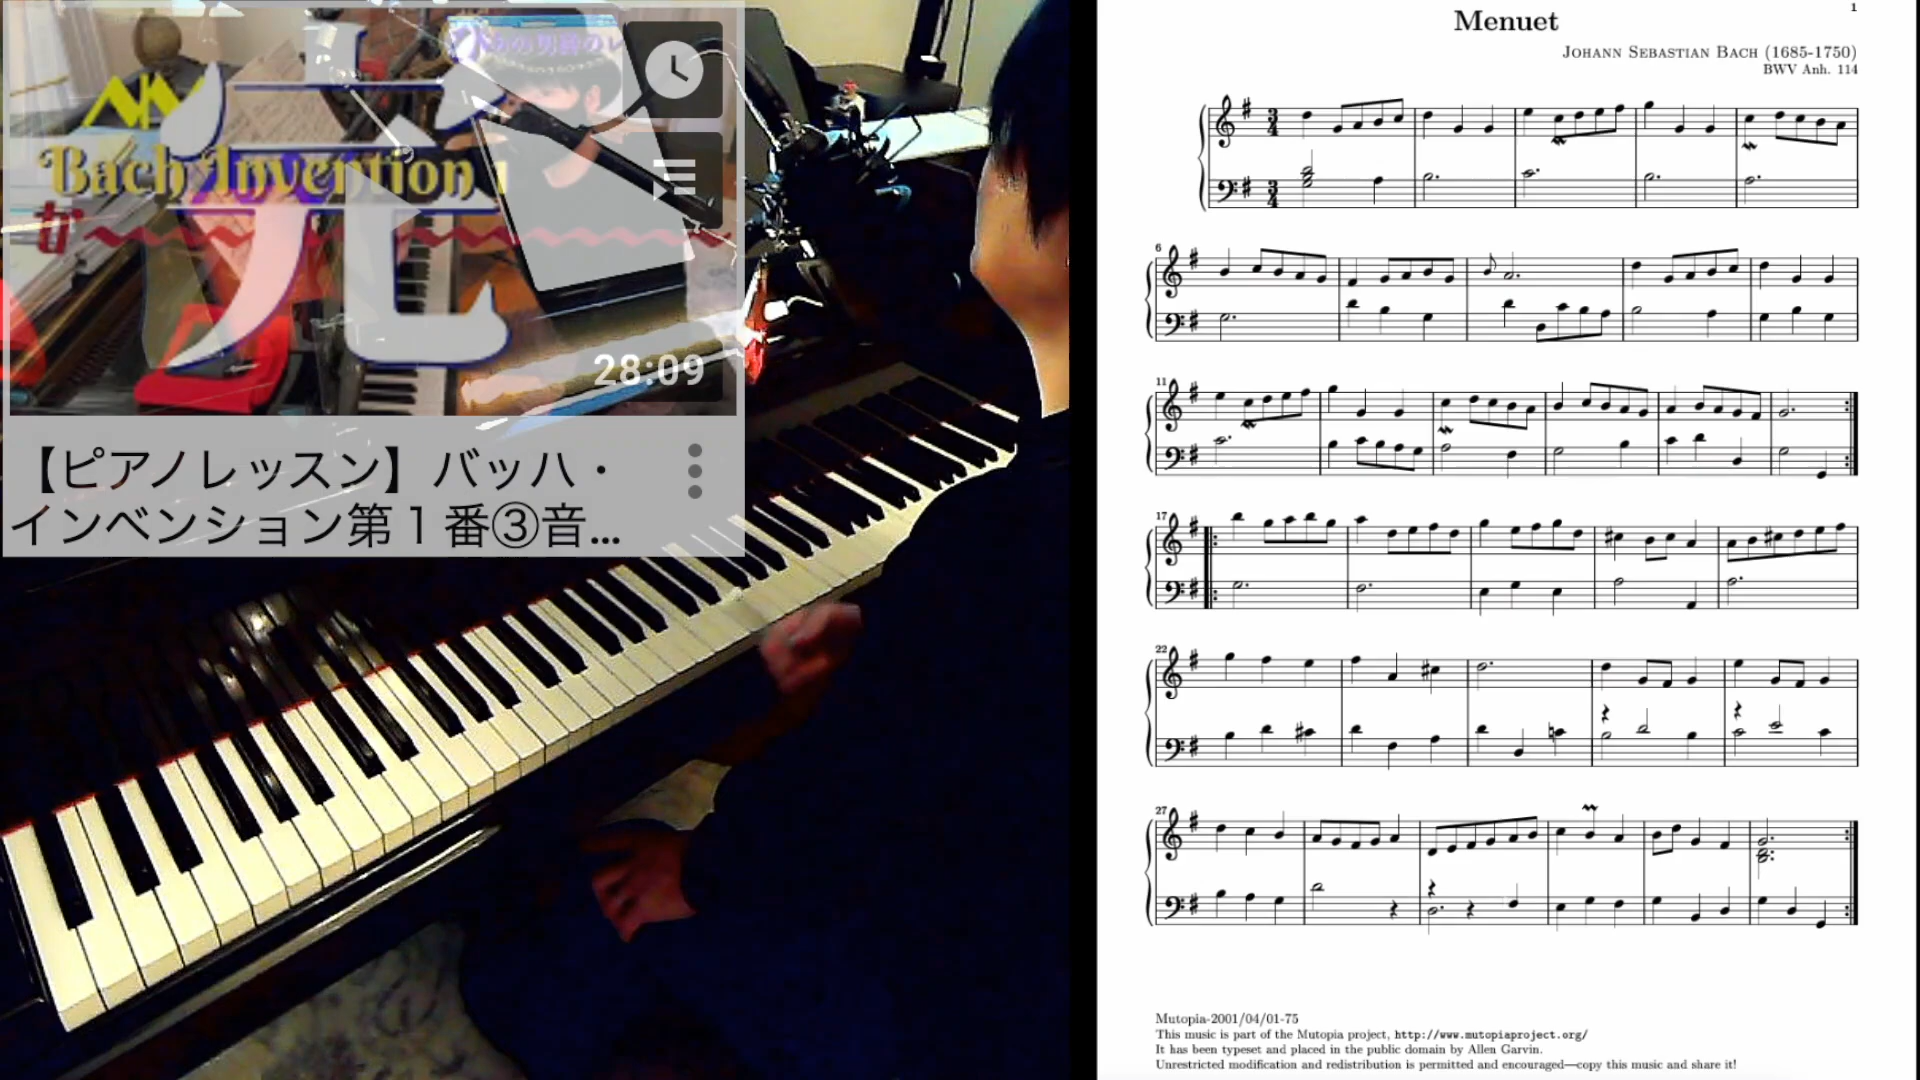 Bach Invention 1
完
28:09
【ピアノレッスン】バッハ・
インベンション第１番③音...
1
Menuet
Johann Sebastian Bach (1685-1750)
BWV Anh. 114
6
11
17
22
27
Mutopia-2001/04/01-75
This music is part of the Mutopia project, http://www.mutopiaproject.org/
It has been typeset and placed in the public domain by Allen Garvin.
Unrestricted modification and redistribution is permitted and encouraged—copy this music and share it!